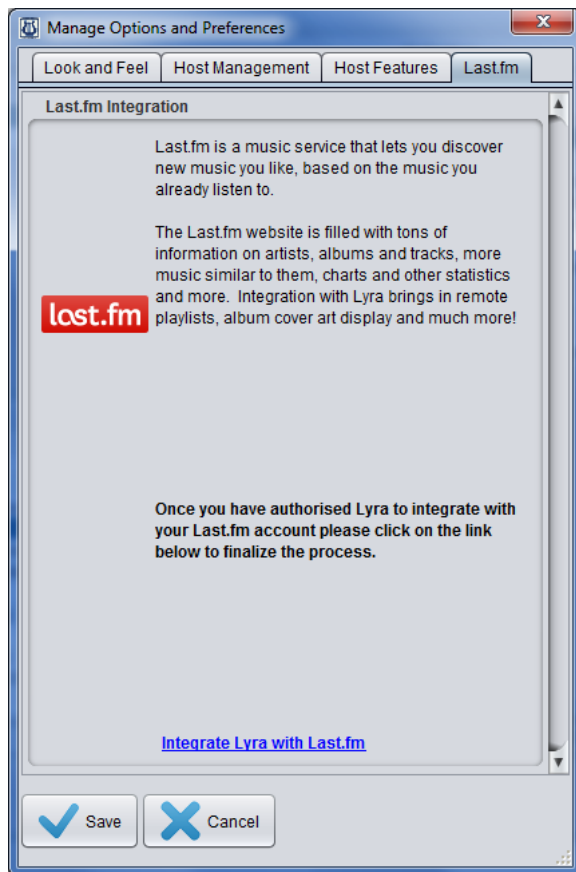 Manage Options and Preferences
Look and Feel Host Management Host Features Last.fm
Last.fm Integration
Last.fm is a music service that lets you discover
new music you like, based on the music you
already listen to.
The Last.fm website is filled with tons of
information on artists, albums and tracks, more
music similar to them, charts and other statistics
and more.  Integration with Lyra brings in remote
playlists, album cover art display and much more!
last.fm
Once you have authorised Lyra to integrate with
your Last.fm account please click on the link
below to finalize the process.
Integrate Lyra with Last.fm
Save Cancel